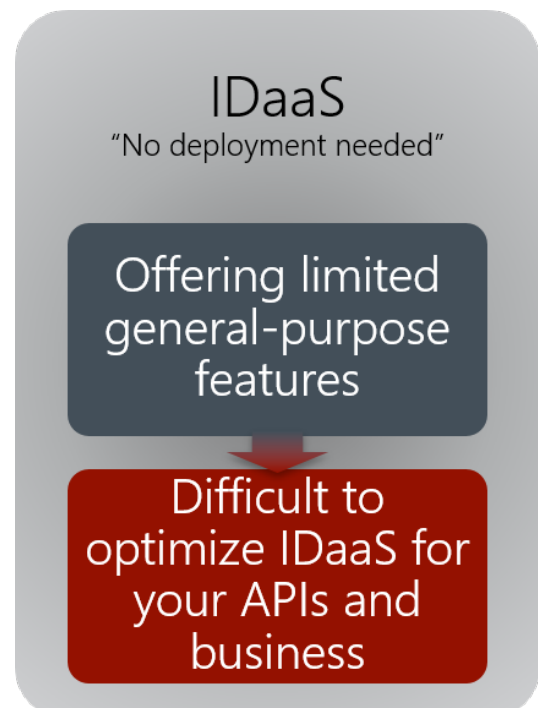 IDaaS
“No deployment needed”
Offering limited
general-purpose
features
Difficult to
optimize IDaaS for
your APIs and
business